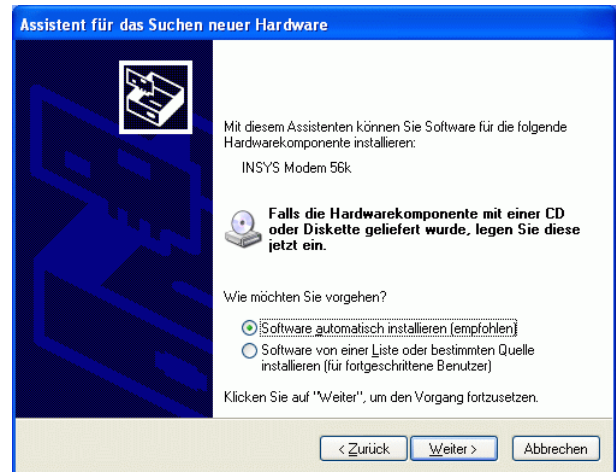 Assistent für das Suchen neuer Hardware
Mit diesem Assistenten können Sie Software für die folgende
Hardwarekomponente installieren:
INSYS Modem 56k
Falls die Hardwarekomponente mit einer CD
oder Diskette geliefert wurde, legen Sie diese
jetzt ein.
Wie möchten Sie vorgehen?
Software automatisch installieren (empfohlen)
Software von einer Liste oder bestimmten Quelle
installieren (für fortgeschrittene Benutzer)
Klicken Sie auf "Weiter", um den Vorgang fortzusetzen.
< Zurück Weiter > Abbrechen